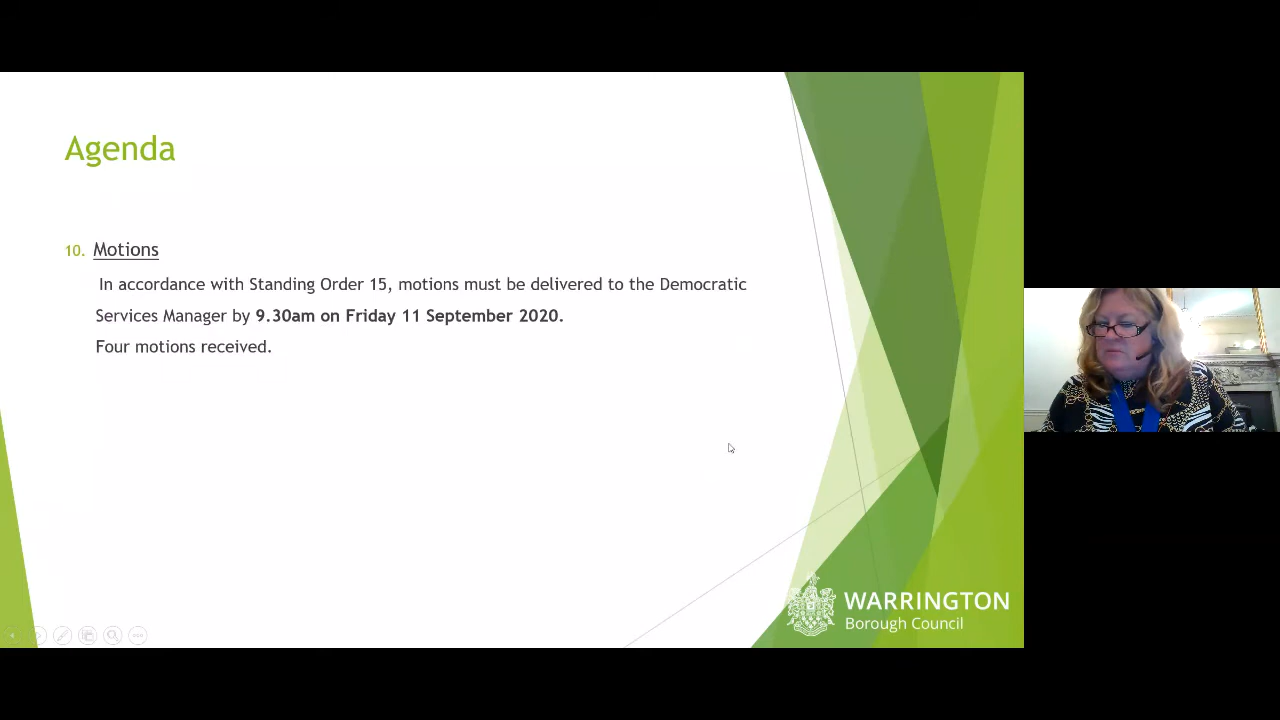 Agenda
10. Motions
In accordance with Standing Order 15, motions must be delivered to the Democratic
Services Manager by 9.30am on Friday 11 September 2020.
Four motions received.
WARRINGTON
Borough Council